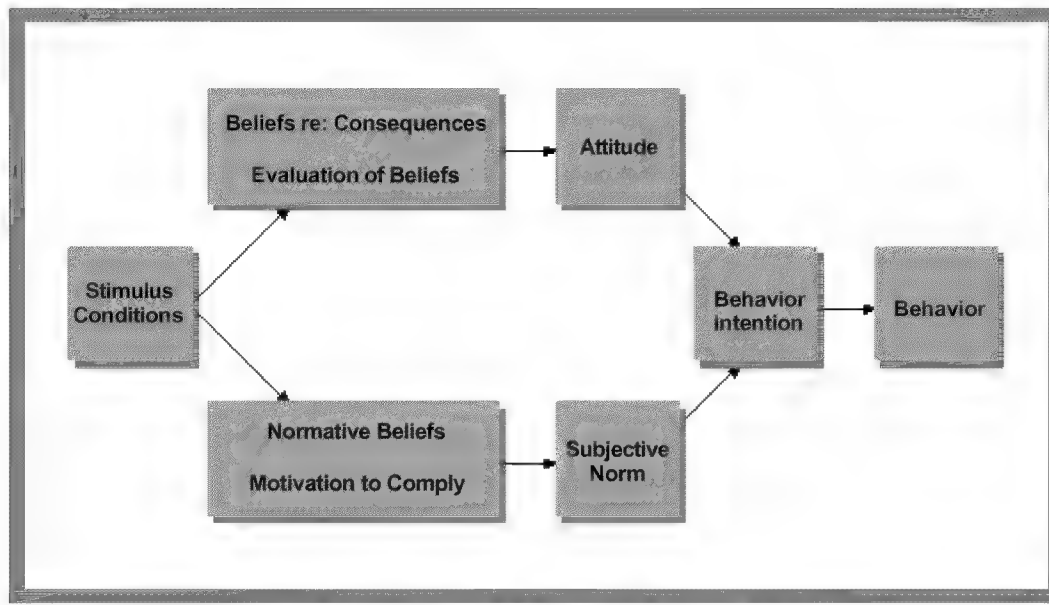 Beliefs re: Consequences
Evaluation of Beliefs
Attitude
Stimulus
Conditions
Behavior
Intention
Behavior
Normative Beliefs
Motivation to Comply
Subjective
Norm